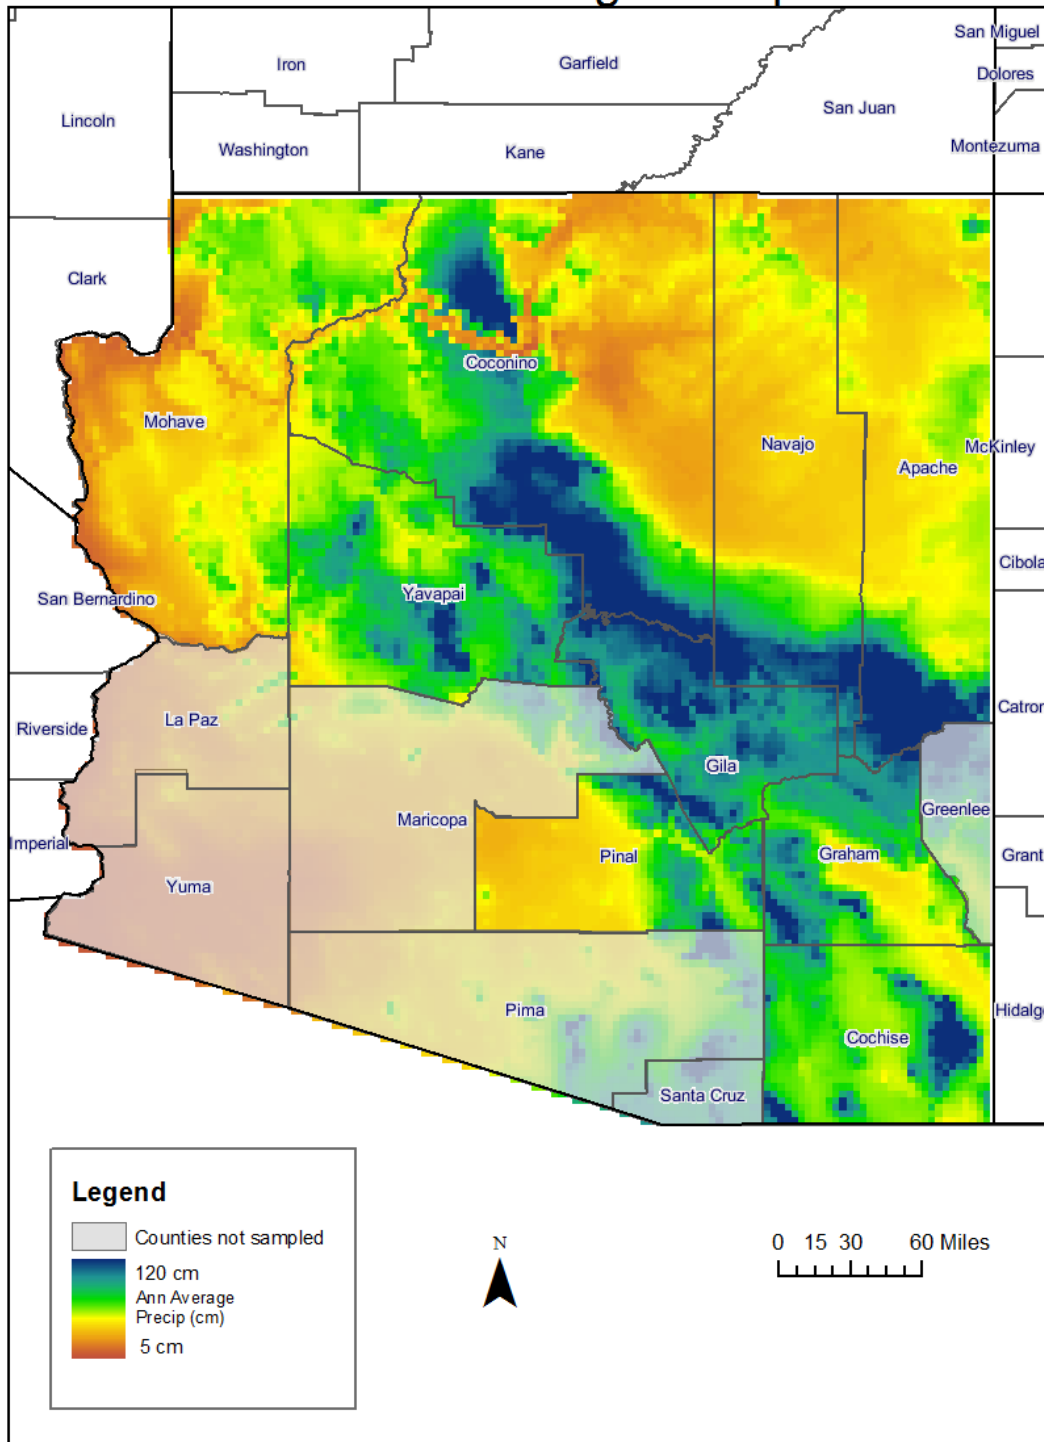 San Miguel
Iron
Garfield
Dolores
San Juan
Lincoln
Washington
Kane
Montezuma
Clark
Coconino
Mohave
Navajo
McKinley
Apache
Cibola
Yavapai
San Bernardino
Catron
La Paz
Riverside
Gila
Greenlee
Maricopa
Imperial
Pinal
Graham
Grant
Yuma
Pima
Hidalgo
Cochise
Santa Cruz
Legend
Counties not sampled
120 cm
Ann Average
Precip (cm)
5 cm
N
0 15 30 60 Miles